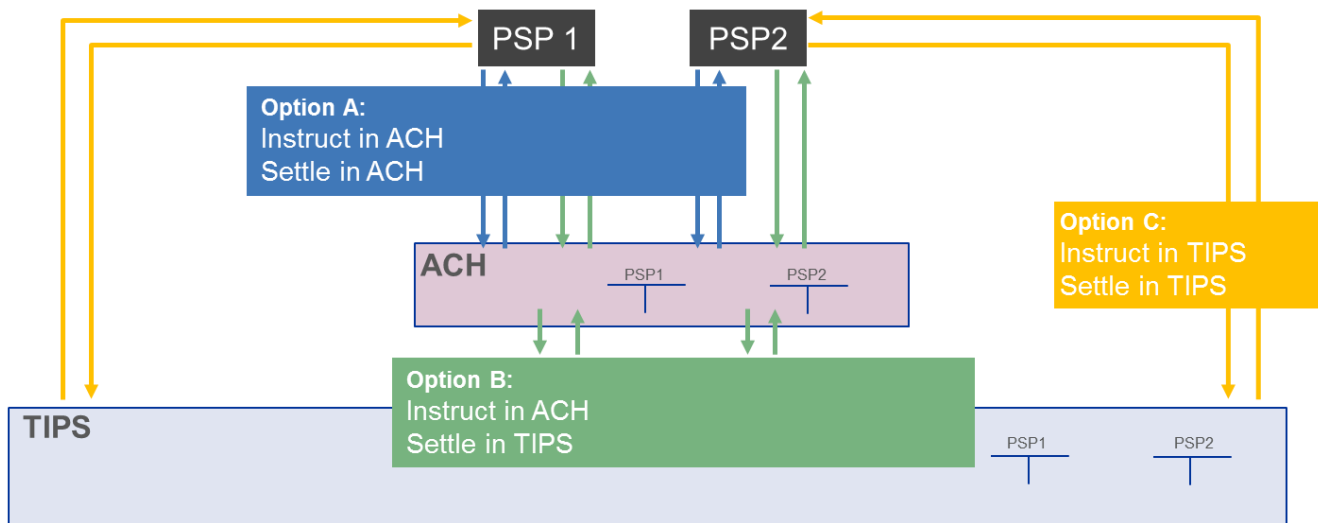 PSP 1
PSP2
Option A:
Instruct in ACH
Settle in ACH
Option C:
Instruct in TIPS
Settle in TIPS
ACH
PSP1
PSP2
Option B:
Instruct in ACH
Settle in TIPS
TIPS
PSP1
PSP2